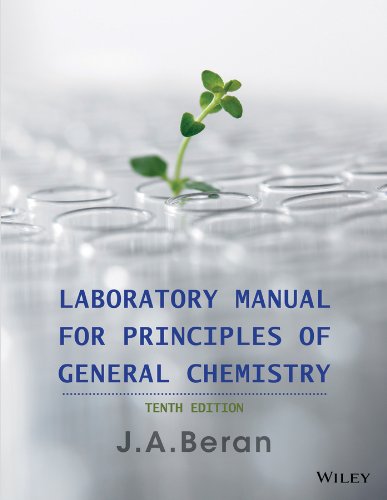 LABORATORY MANUAL
FOR PRINCIPLES OF
GENERAL CHEMISTRY
TENTH EDITION
J.A.Beran
WILEY